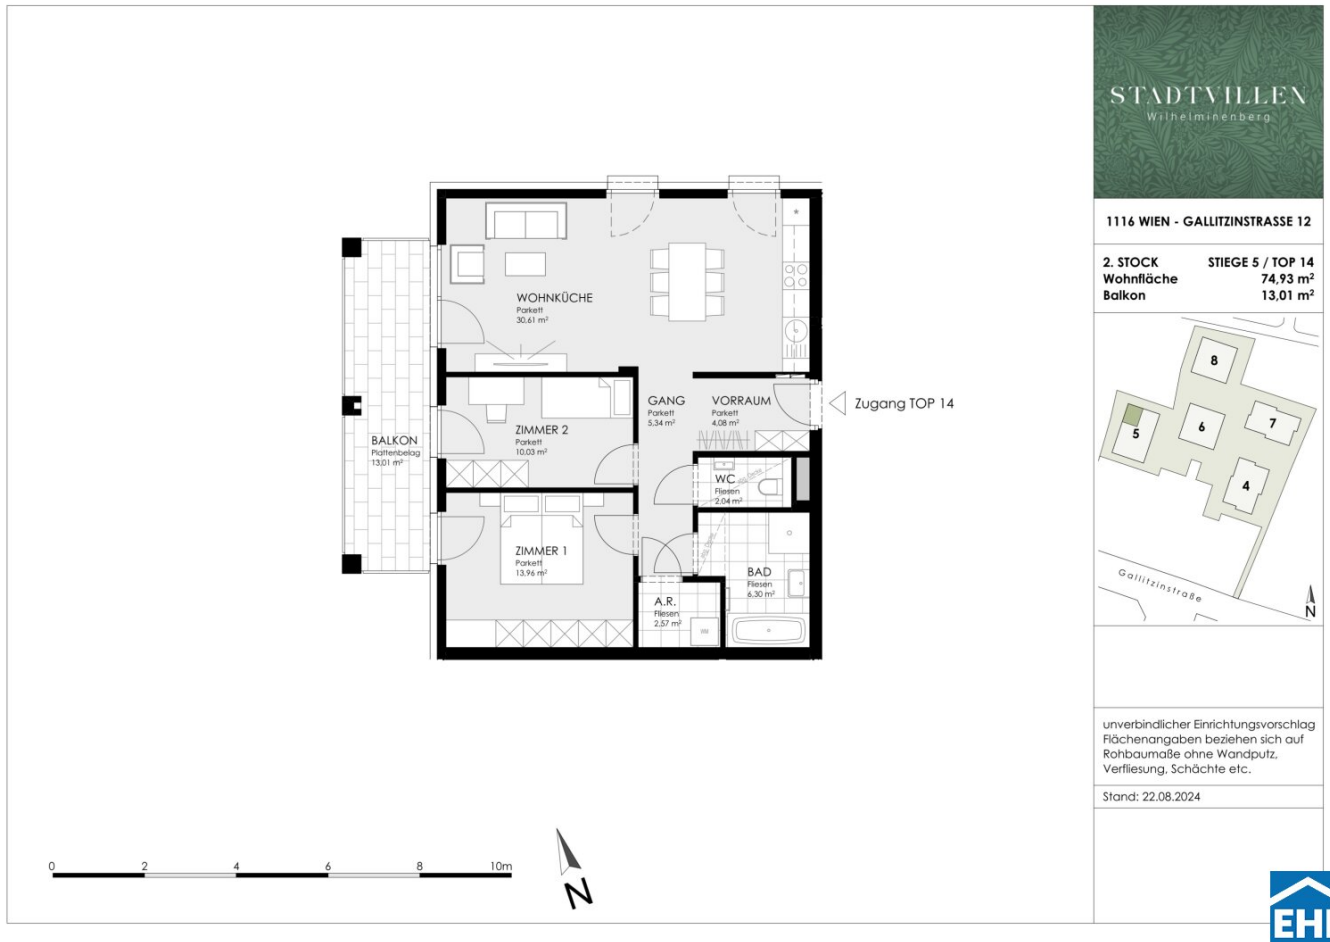 STADTVILLEN
Wilhelminenberg
1116 WIEN - GALLITZINSTRASSE 12
2. STOCK STIEGE 5 / TOP 14
Wohnfläche 74,93 m²
Balkon 13,01 m²
8
7
6
5
4
Gallitzinstraße
N
unverbindlicher Einrichtungsvorschlag
Flächenangaben beziehen sich auf
Rohbaumaße ohne Wandputz,
Verfliesung, Schächte etc.
Stand: 22.08.2024
EH
WOHNKÜCHE
Parkett
30,61 m²
GANG
Parkett
5,34 m²
VORRAUM
Parkett
4,08 m²
Zugang TOP 14
ZIMMER 2
Parkett
10,03 m²
BALKON
Plattenbelag
13,01 m²
WC
Fliesen
2,04 m²
ZIMMER 1
Parkett
13,96 m²
BAD
Fliesen
6,30 m²
A.R.
Fliesen
2,57 m²
WM
0 2 4 6 8 10m
N